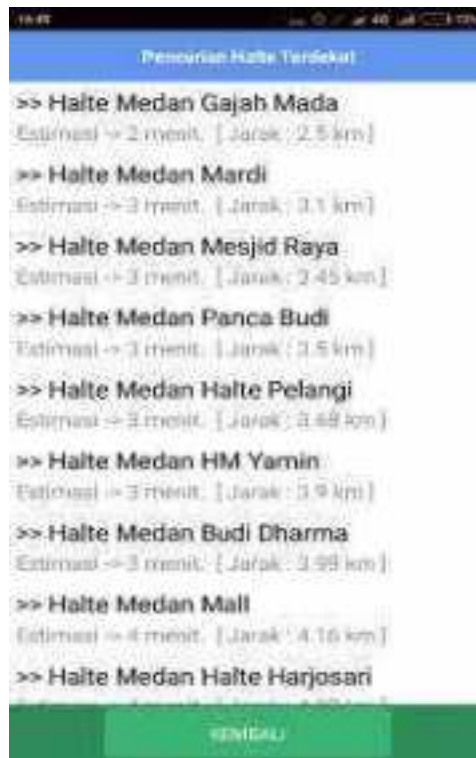 Pencarian Halte Terdekat
>> Halte Medan Gajah Mada
Estimasi -> 2 menit. [ Jarak : 2.5 km ]
>> Halte Medan Mardi
Estimasi -> 3 menit. [ Jarak : 3.1 km ]
>> Halte Medan Mesjid Raya
Estimasi -> 3 menit. [ Jarak : 3.45 km ]
>> Halte Medan Panca Budi
Estimasi -> 3 menit. [ Jarak : 3.5 km ]
>> Halte Medan Halte Pelangi
Estimasi -> 3 menit. [ Jarak : 3.68 km ]
>> Halte Medan HM Yamin
Estimasi -> 3 menit. [ Jarak : 3.9 km ]
>> Halte Medan Budi Dharma
Estimasi -> 3 menit. [ Jarak : 3.99 km ]
>> Halte Medan Mall
Estimasi -> 4 menit. [ Jarak : 4.16 km ]
>> Halte Medan Halte Harjosari
KEMBALI